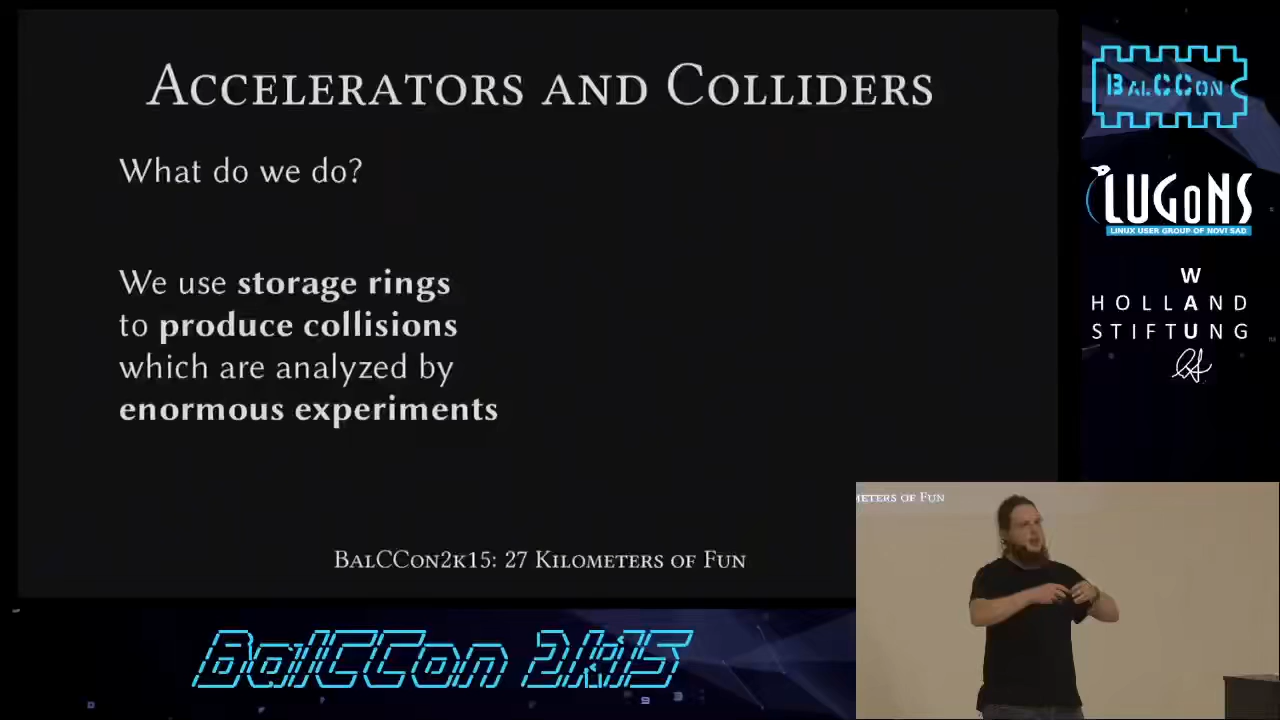 ACCELERATORS AND COLLIDERS
What do we do?
We use storage rings
to produce collisions
which are analyzed by
enormous experiments
BALCCON2K15: 27 KILOMETERS OF FUN
BALCCON
LUGoNS
LINUX USER GROUP OF NOVI SAD
W
HOLLAND
STIFTUNG
METERS OF FUN
BalCCon 2k15